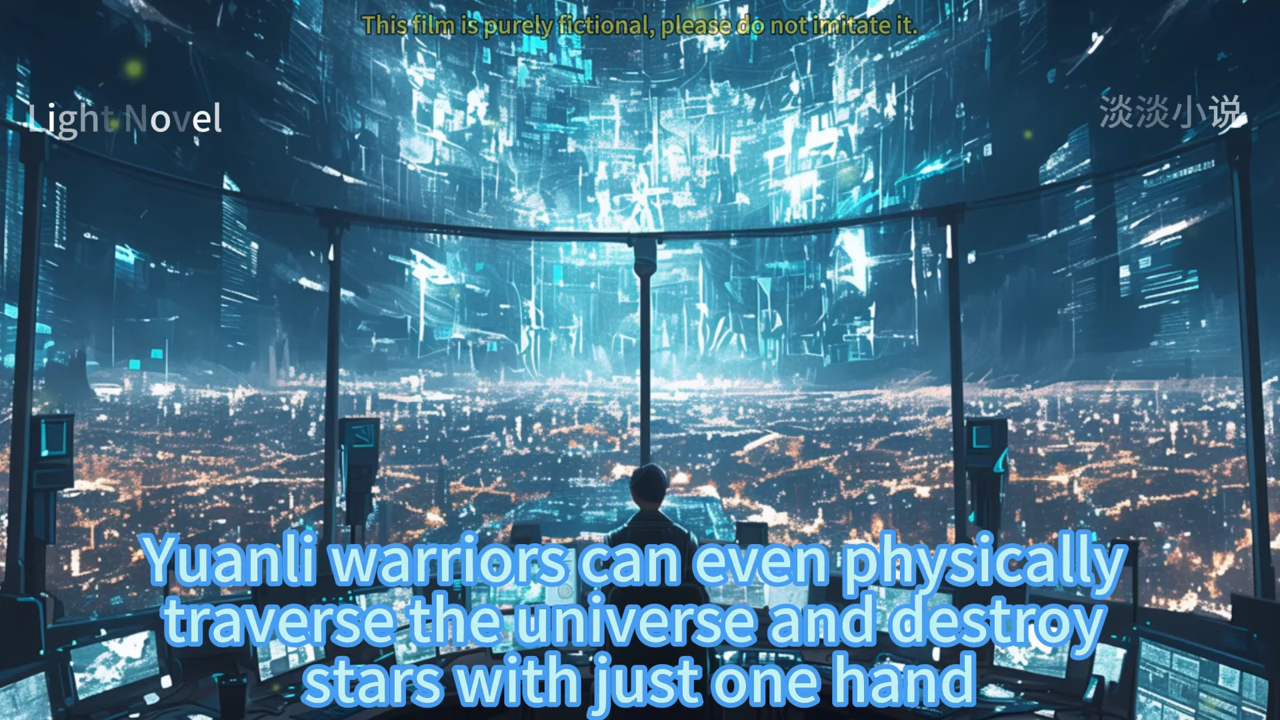 This film is purely fictional, please do not imitate it.
Light Novel
淡淡小说
Yuanli warriors can even physically
traverse the universe and destroy
stars with just one hand